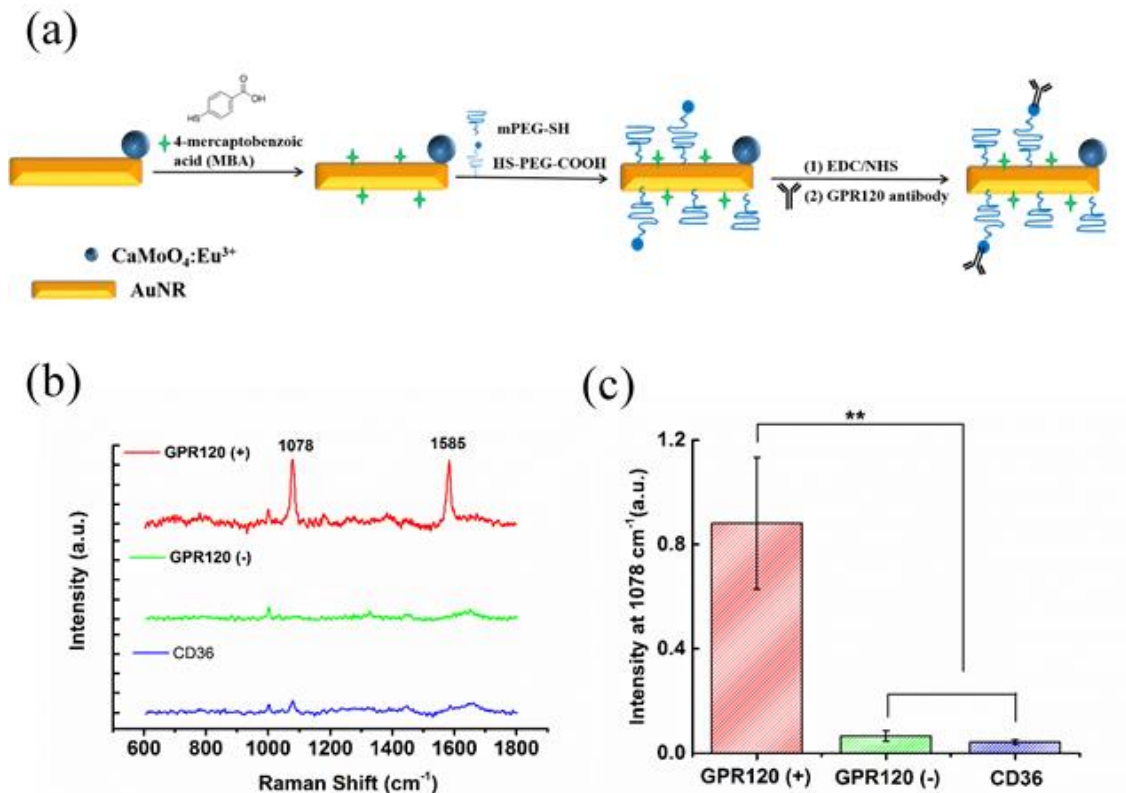 (a)
O
OH
HS
4-mercaptobenzoic
acid (MBA)
mPEG-SH
HS-PEG-COOH
(1) EDC/NHS
(2) GPR120 antibody
CaMoO₄:Eu³⁺
AuNR
(b)
1078
1585
GPR120 (+)
GPR120 (-)
CD36
Intensity (a.u.)
600 800 1000 1200 1400 1600 1800
Raman Shift (cm⁻¹)
(c)
**
1.2
0.8
0.4
0.0
Intensity at 1078 cm⁻¹(a.u.)
GPR120 (+) GPR120 (-) CD36